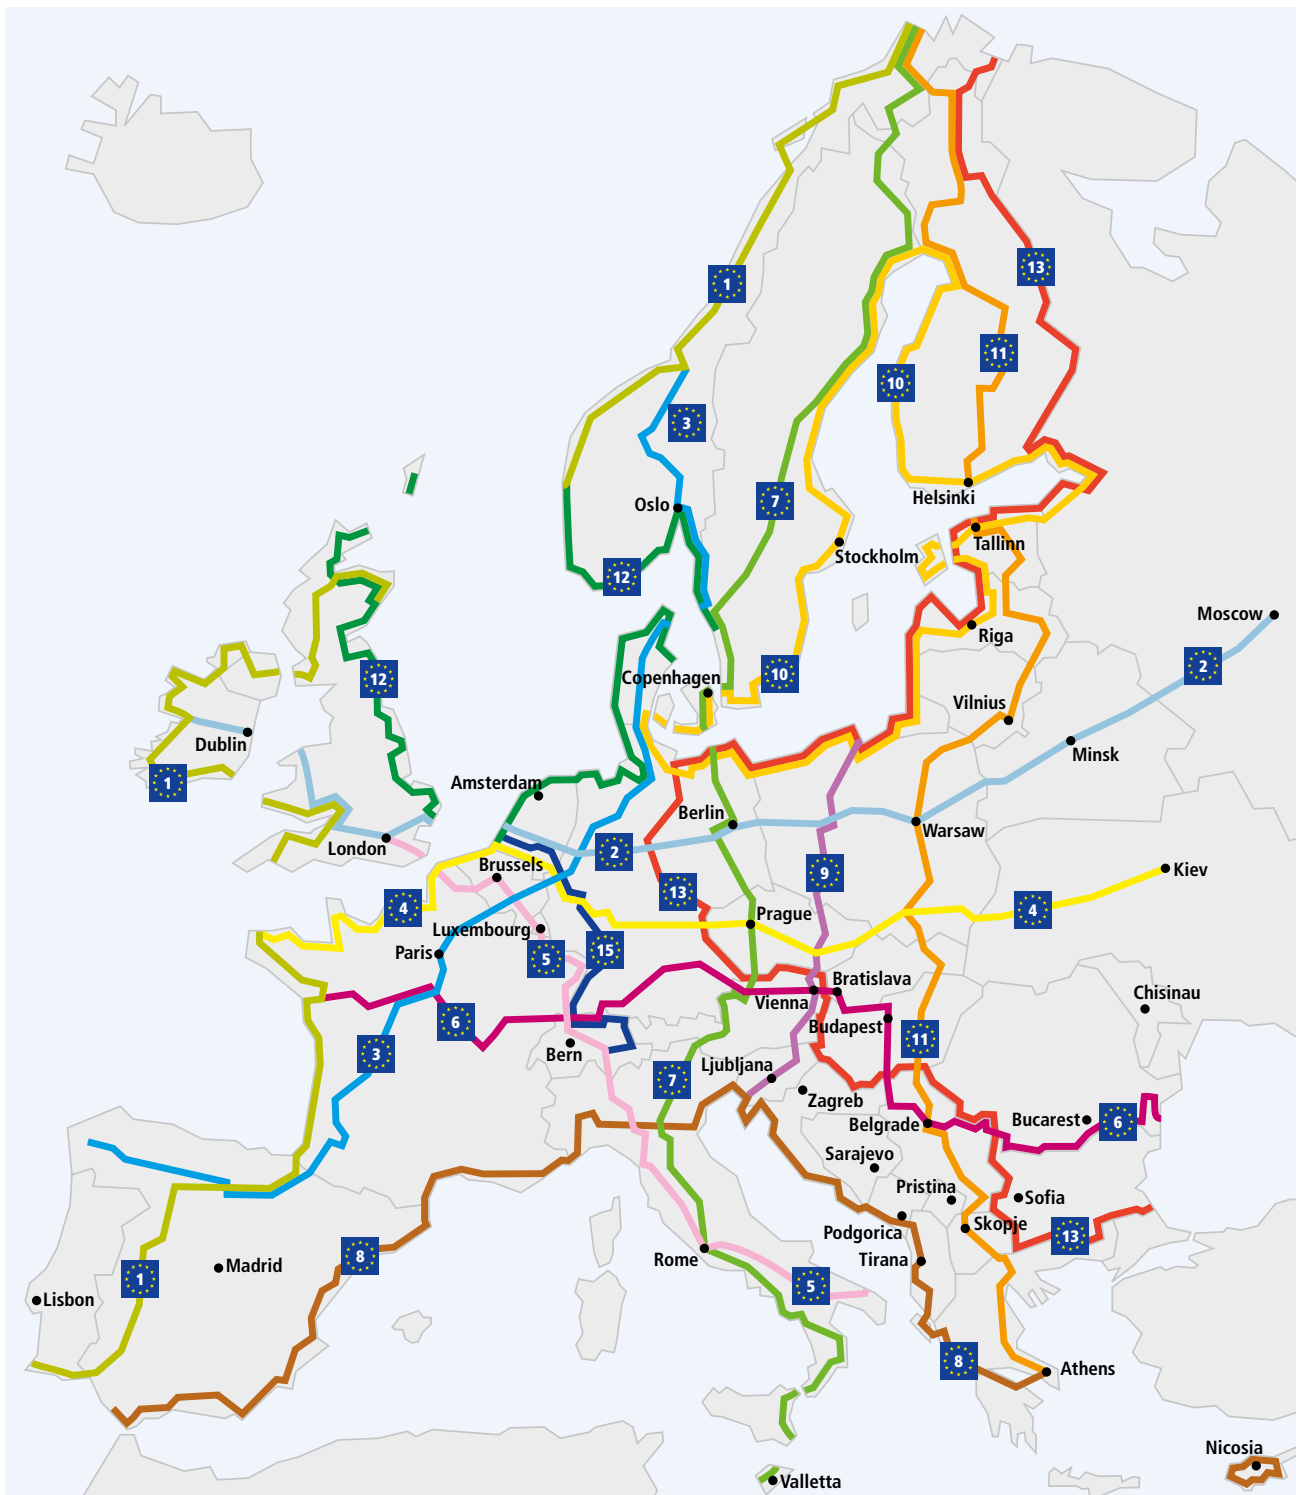 1
13
11
10
3
7
Oslo
Helsinki
Tallinn
Stockholm
12
Moscow
Riga
2
12
10
Copenhagen
Vilnius
Dublin
Minsk
1
Amsterdam
Berlin
Warsaw
London
2
Brussels
9
Kiev
13
4
4
Prague
Luxembourg
Paris
15
5
Bratislava
Vienna
Chisinau
6
Budapest
11
Bern
3
Ljubljana
7
Zagreb
Belgrade
Bucarest
6
Sarajevo
Pristina
Sofia
Podgorica
Skopje
13
8
Rome
Tirana
Madrid
1
5
Lisbon
8
Athens
Nicosia
Valletta